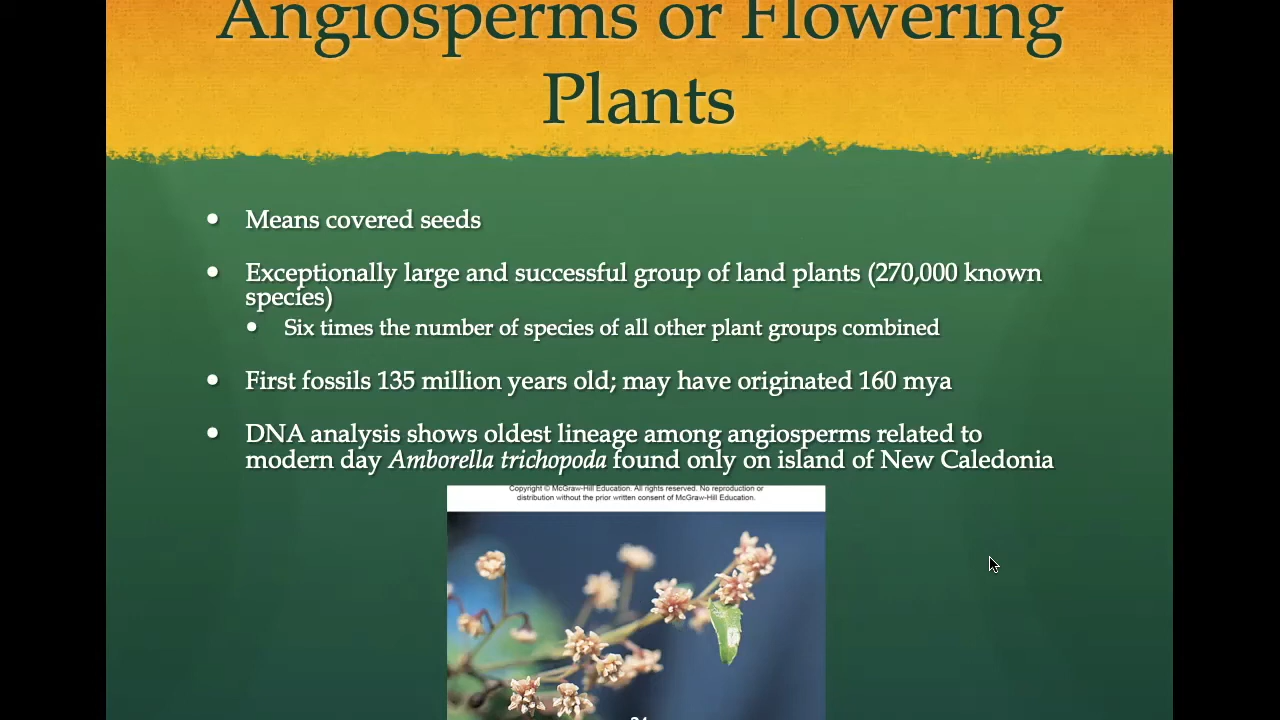 Angiosperms or Flowering
Plants
• Means covered seeds
• Exceptionally large and successful group of land plants (270,000 known
species)
• Six times the number of species of all other plant groups combined
• First fossils 135 million years old; may have originated 160 mya
• DNA analysis shows oldest lineage among angiosperms related to
modern day Amborella trichopoda found only on island of New Caledonia
Copyright © McGraw-Hill Education. All rights reserved. No reproduction or
distribution without the prior written consent of McGraw-Hill Education.